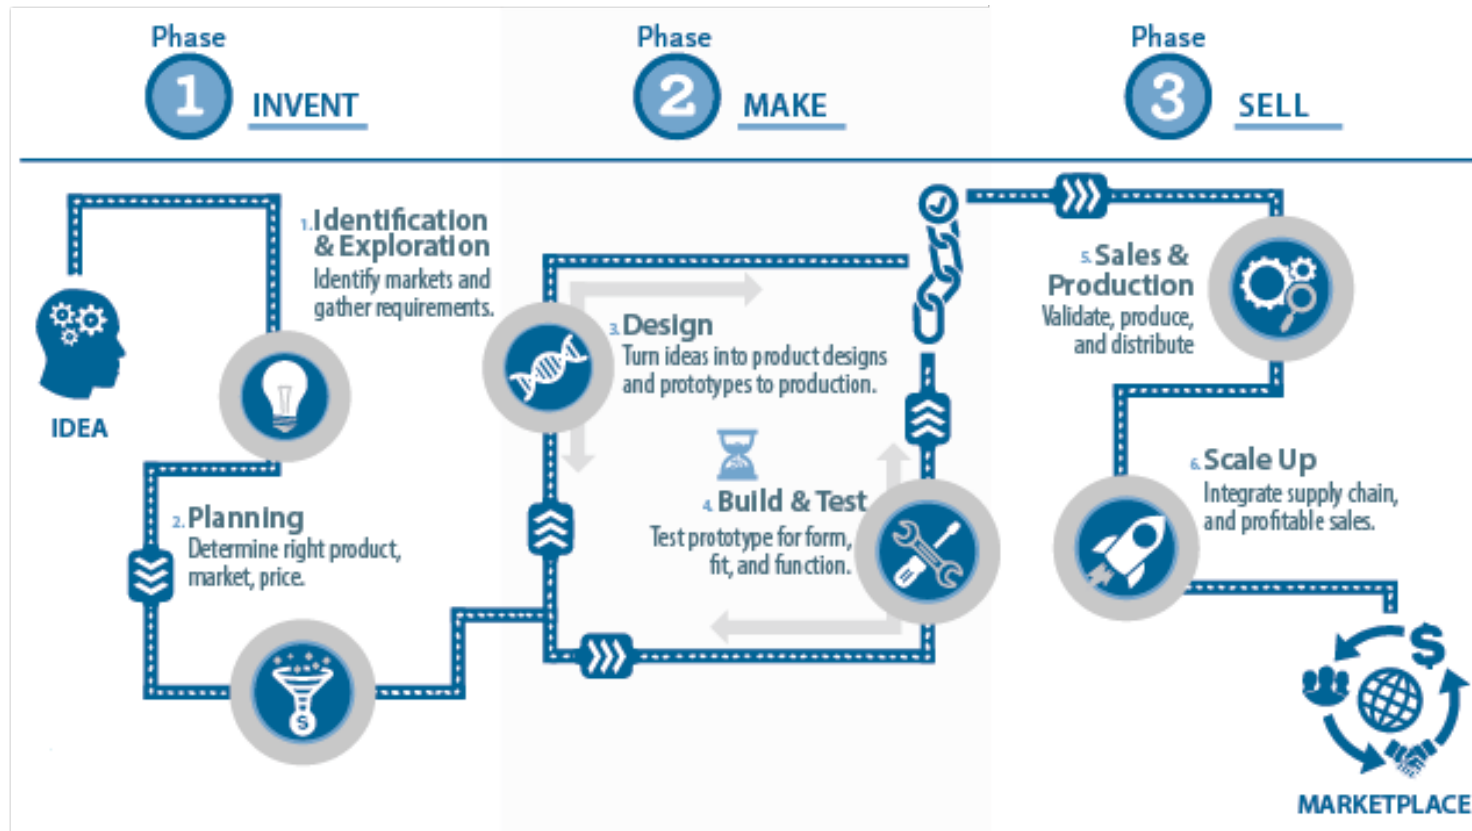 Phase
1 INVENT
Phase
2 MAKE
Phase
3 SELL
IDEA
1. Identification
& Exploration
Identify markets and
gather requirements.
2. Planning
Determine right product,
market, price.
S
3. Design
Turn ideas into product designs
and prototypes to production.
4. Build & Test
Test prototype for form,
fit, and function.
5. Sales &
Production
Validate, produce,
and distribute
6. Scale Up
Integrate supply chain,
and profitable sales.
$
MARKETPLACE